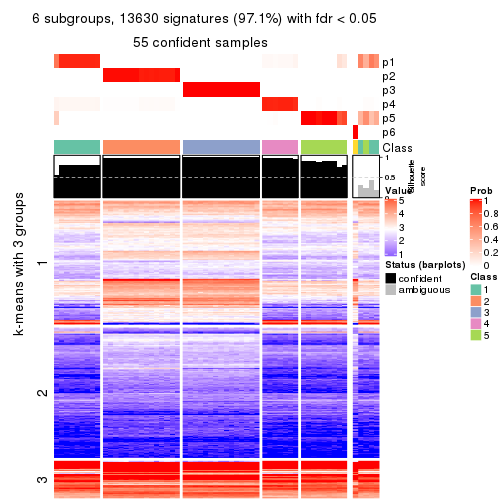 6 subgroups, 13630 signatures (97.1%) with fdr < 0.05
55 confident samples
p1
p2
p3
p4
p5
p6
Class
1
0.5
0
Silhouette
score
k-means with 3 groups
1
2
3
Value
5
4
3
2
1
Status (barplots)
confident
ambiguous
Prob
1
0.8
0.6
0.4
0.2
0
Class
1
2
3
4
5